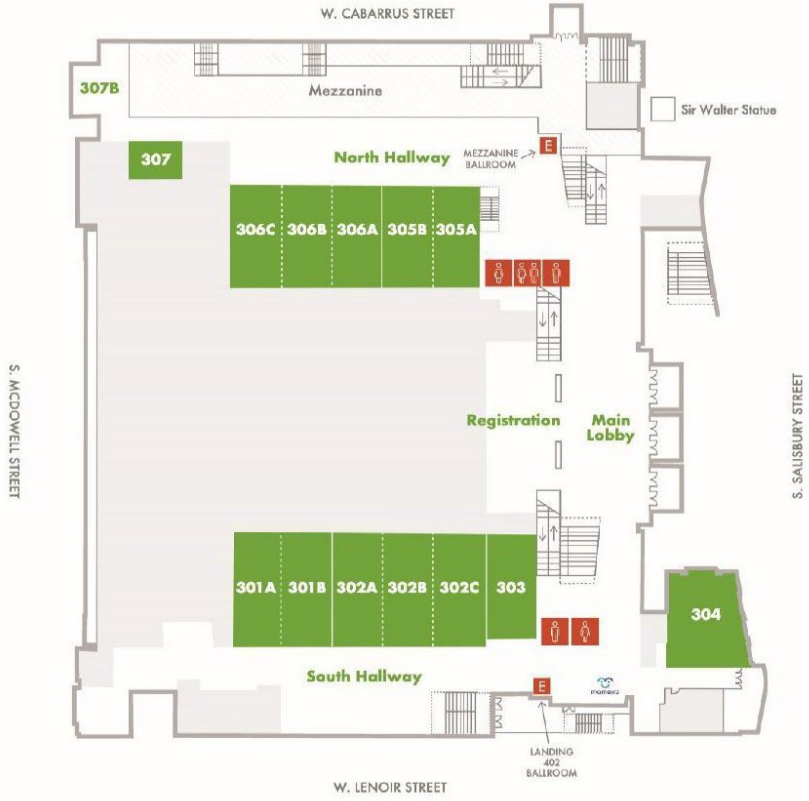 W. CABARRUS STREET
307B
Mezzanine
Sir Walter Statue
307
North Hallway
MEZZANINE
BALLROOM
E
306C
306B
306A
305B
305A
S. MCDOWELL STREET
Registration
Main
Lobby
S. SALISBURY STREET
301A
301B
302A
302B
302C
303
304
South Hallway
E
mamava
LANDING
402
BALLROOM
W. LENOIR STREET